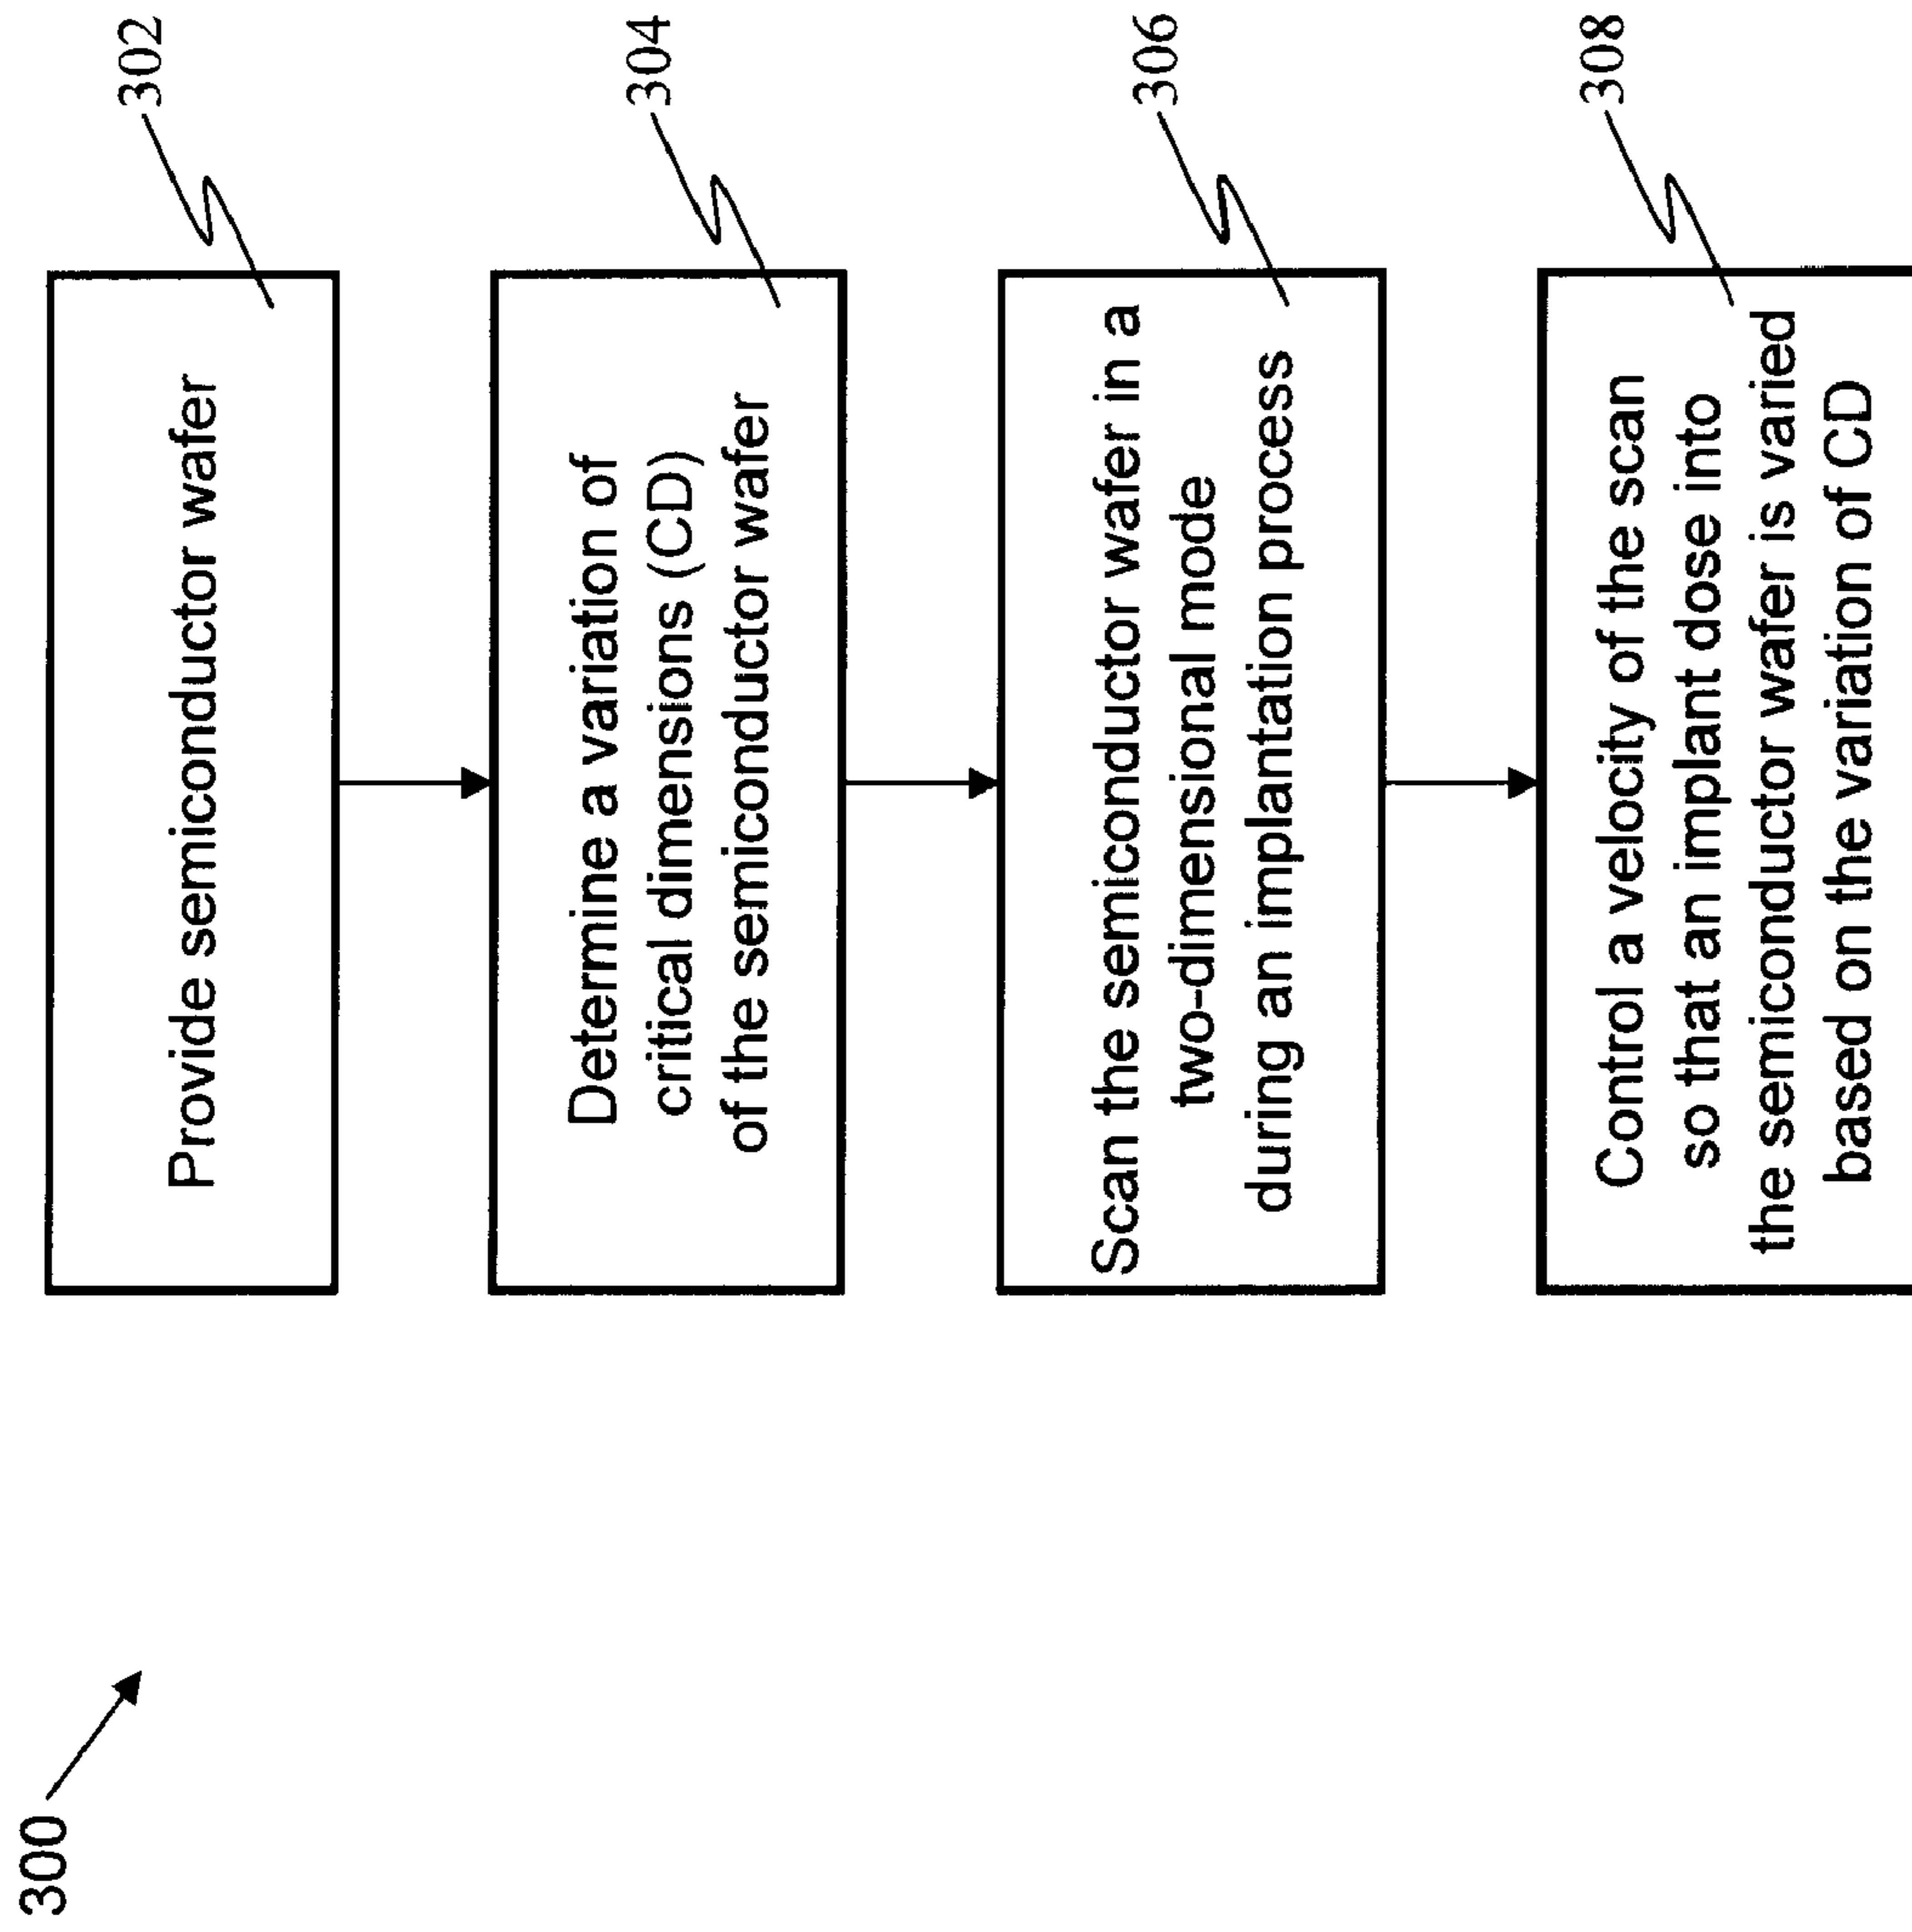 300
Provide semiconductor wafer
302
Determine a variation of
critical dimensions (CD)
of the semiconductor wafer
304
Scan the semiconductor wafer in a
two-dimensional mode
during an implantation process
306
Control a velocity of the scan
so that an implant dose into
the semiconductor wafer is varied
based on the variation of CD
308